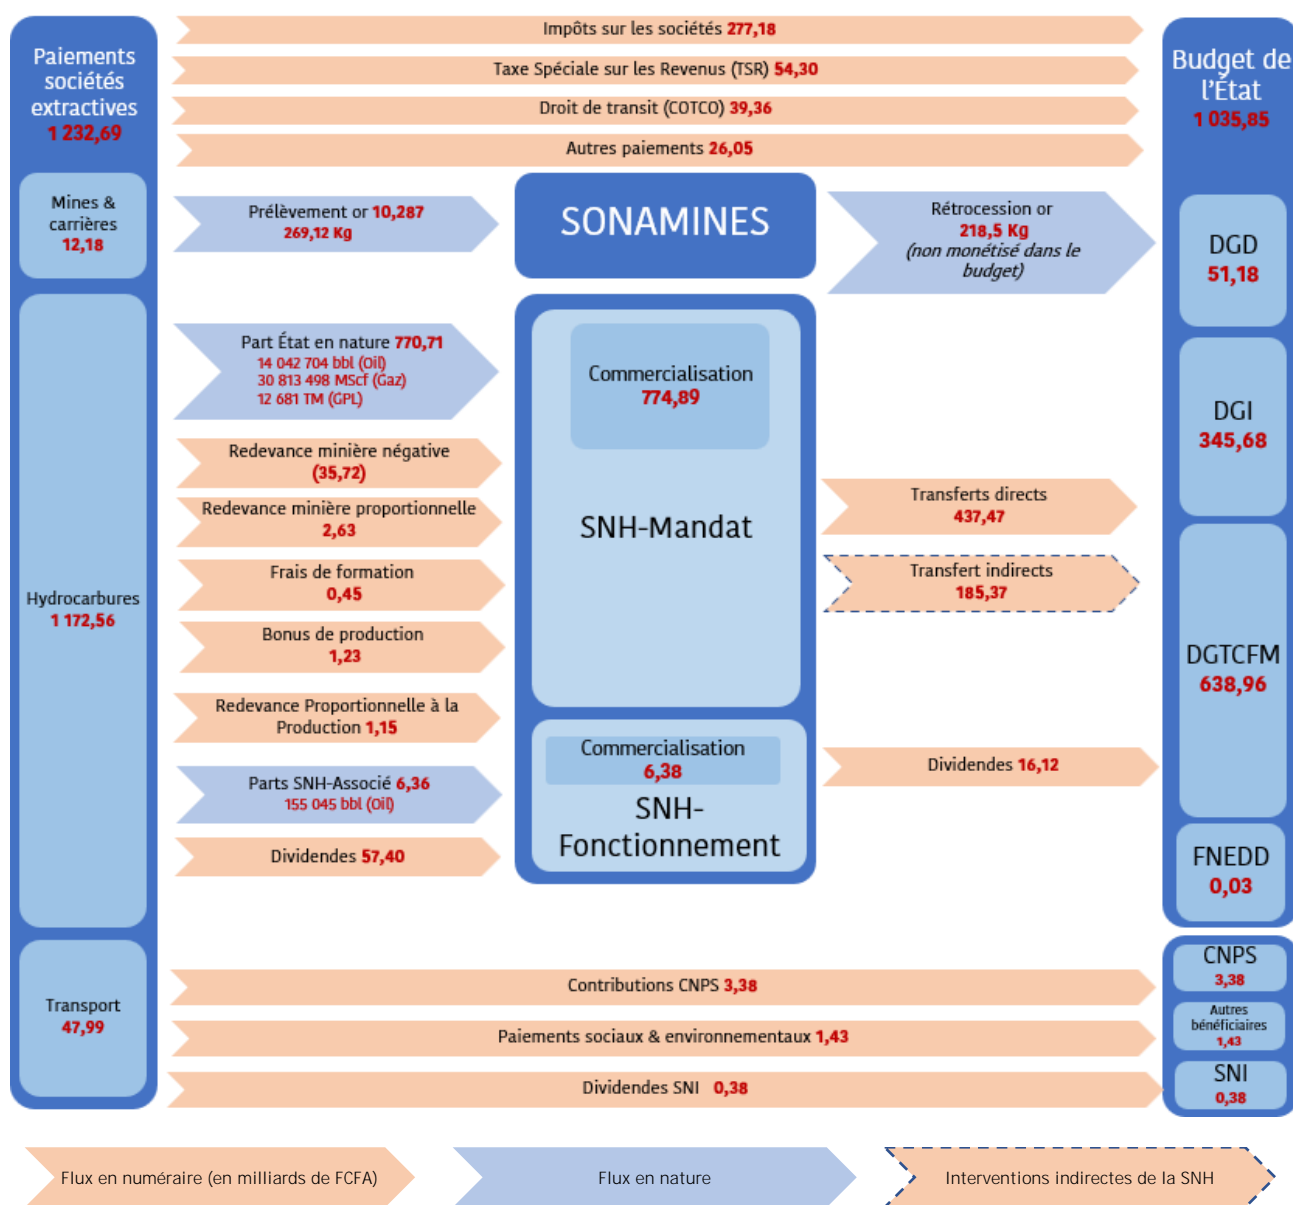 Paiements
sociétés
extractives
1 232,69
Mines &
carrières
12,18
Hydrocarbures
1 172,56
Transport
47,99
Impôts sur les sociétés 277,18
Taxe Spéciale sur les Revenus (TSR) 54,30
Droit de transit (COTCO) 39,36
Autres paiements 26,05
Prélèvement or 10,287
269,12 Kg
SONAMINES
Rétrocession or
218,5 Kg
(non monétisé dans le
budget)
Part État en nature 770,71
14 042 704 bbl (Oil)
30 813 498 MScf (Gaz)
12 681 TM (GPL)
Redevance minière négative
(35,72)
Redevance minière proportionnelle
2,63
Frais de formation
0,45
Bonus de production
1,23
Redevance Proportionnelle à la
Production 1,15
Parts SNH-Associé 6,36
155 045 bbl (Oil)
Dividendes 57,40
Commercialisation
774,89
SNH-Mandat
Commercialisation
6,38
SNH-
Fonctionnement
Transferts directs
437,47
Transfert indirects
185,37
Dividendes 16,12
Contributions CNPS 3,38
Paiements sociaux & environnementaux 1,43
Dividendes SNI 0,38
Budget de
l’État
1 035,85
DGD
51,18
DGI
345,68
DGTCFM
638,96
FNEDD
0,03
CNPS
3,38
Autres
bénéficiaires
1,43
SNI
0,38
Flux en numéraire (en milliards de FCFA)
Flux en nature
Interventions indirectes de la SNH